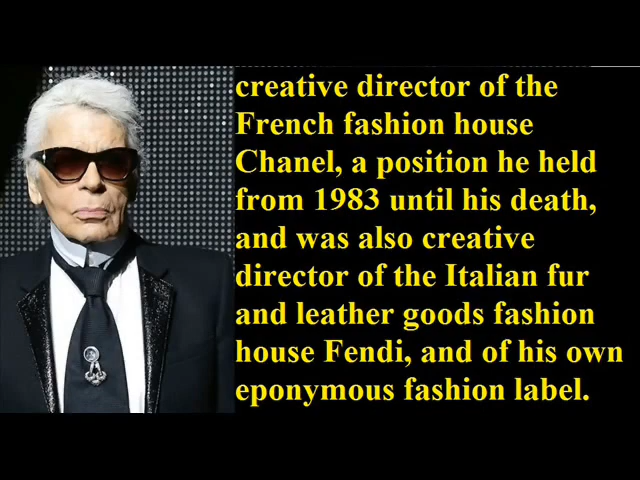 creative director of the
French fashion house
Chanel, a position he held
from 1983 until his death,
and was also creative
director of the Italian fur
and leather goods fashion
house Fendi, and of his own
eponymous fashion label.